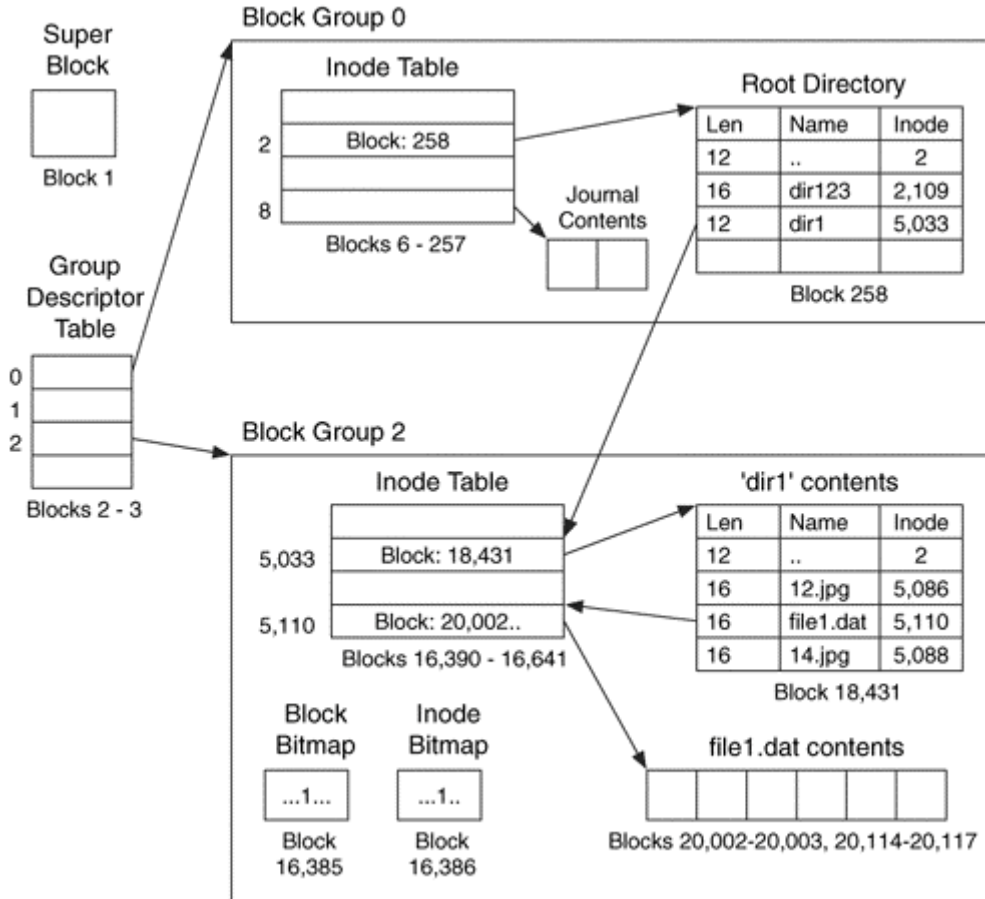 Super
Block
Block 1
Group
Descriptor
Table
0
1
2
Blocks 2 - 3
Block Group 0
Inode Table
2 Block: 258
8
Blocks 6 - 257
Journal
Contents
Root Directory
Len Name Inode
12 .. 2
16 dir123 2,109
12 dir1 5,033
Block 258
Block Group 2
Inode Table
5,033 Block: 18,431
5,110 Block: 20,002..
Blocks 16,390 - 16,641
'dir1' contents
Len Name Inode
12 .. 2
16 12.jpg 5,086
16 file1.dat 5,110
16 14.jpg 5,088
Block 18,431
Block
Bitmap
...1...
Block
16,385
Inode
Bitmap
...1..
Block
16,386
file1.dat contents
Blocks 20,002-20,003, 20,114-20,117